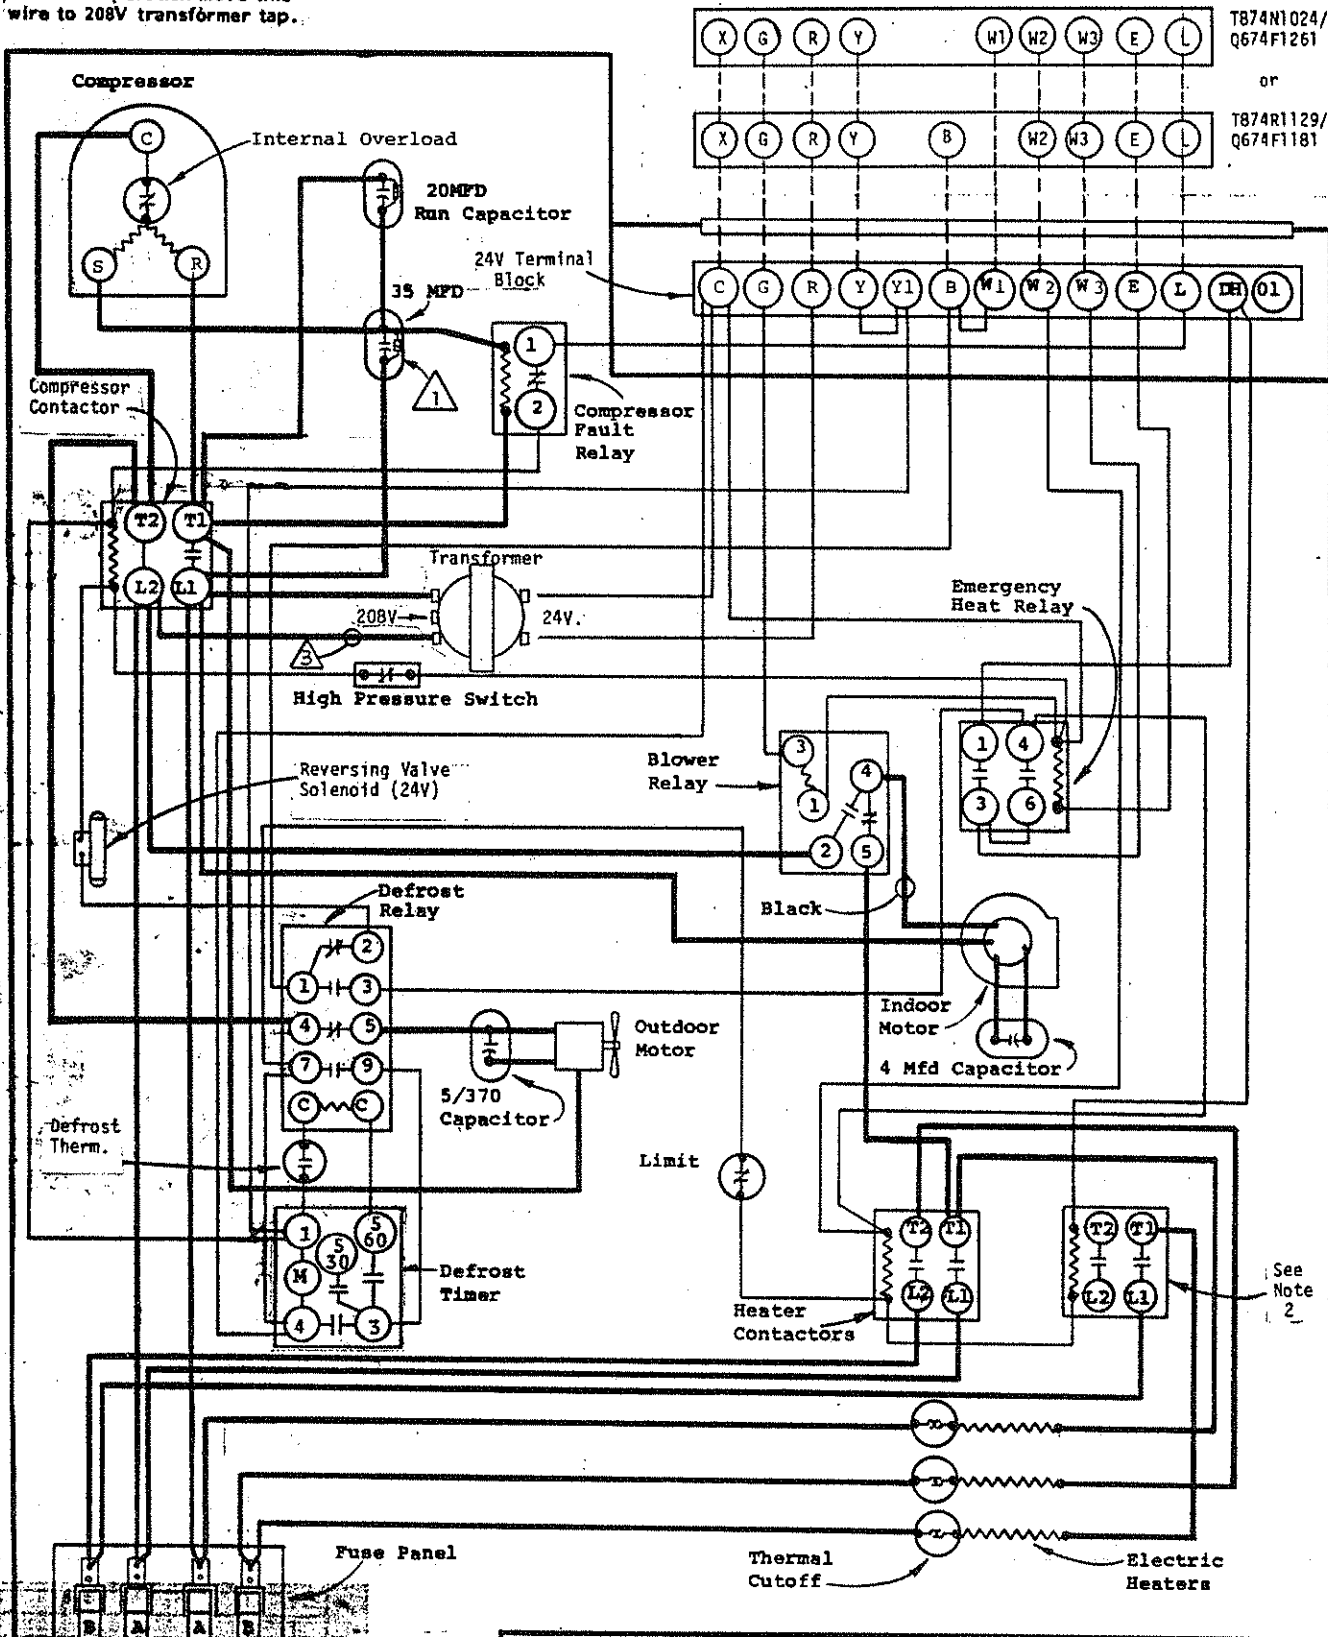 wire to 208V transformer tap.
X G R Y W1 W2 W3 E L
T874N1024/
Q674F1261
or
X G R Y B W2 W3 E L
T874R1129/
Q674F1181
Compressor
C
Internal Overload
S R
20MFD
Run Capacitor
24V Terminal
Block
C G R Y Y1 B W1 W2 W3 E L DH 01
35 MFD
1
1
2
Compressor
Fault
Relay
Compressor
Contactor
T2 T1
L2 L1
Transformer
208V
24V.
3
High Pressure Switch
Emergency
Heat Relay
1 4
3 6
Blower
Relay
3
4
1
2 5
Reversing Valve
Solenoid (24V)
Black
Defrost
Relay
2
1 3
4 5
7 9
C C
Outdoor
Motor
5/370
Capacitor
Indoor
Motor
4 Mfd Capacitor
Defrost
Therm.
Limit
1
5
30
5
60
M
4 3
Defrost
Timer
T2 T1
L2 L1
Heater
Contactors
T2 T1
L2 L1
See
Note
2
Fuse Panel
Thermal
Cutoff
Electric
Heaters
B A A B